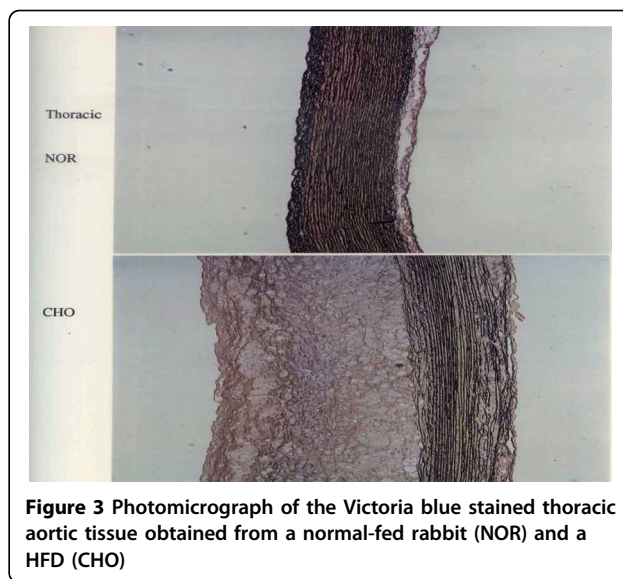 Thoracic
NOR
CHO
Figure 3 Photomicrograph of the Victoria blue stained thoracic
aortic tissue obtained from a normal-fed rabbit (NOR) and a
HFD (CHO)